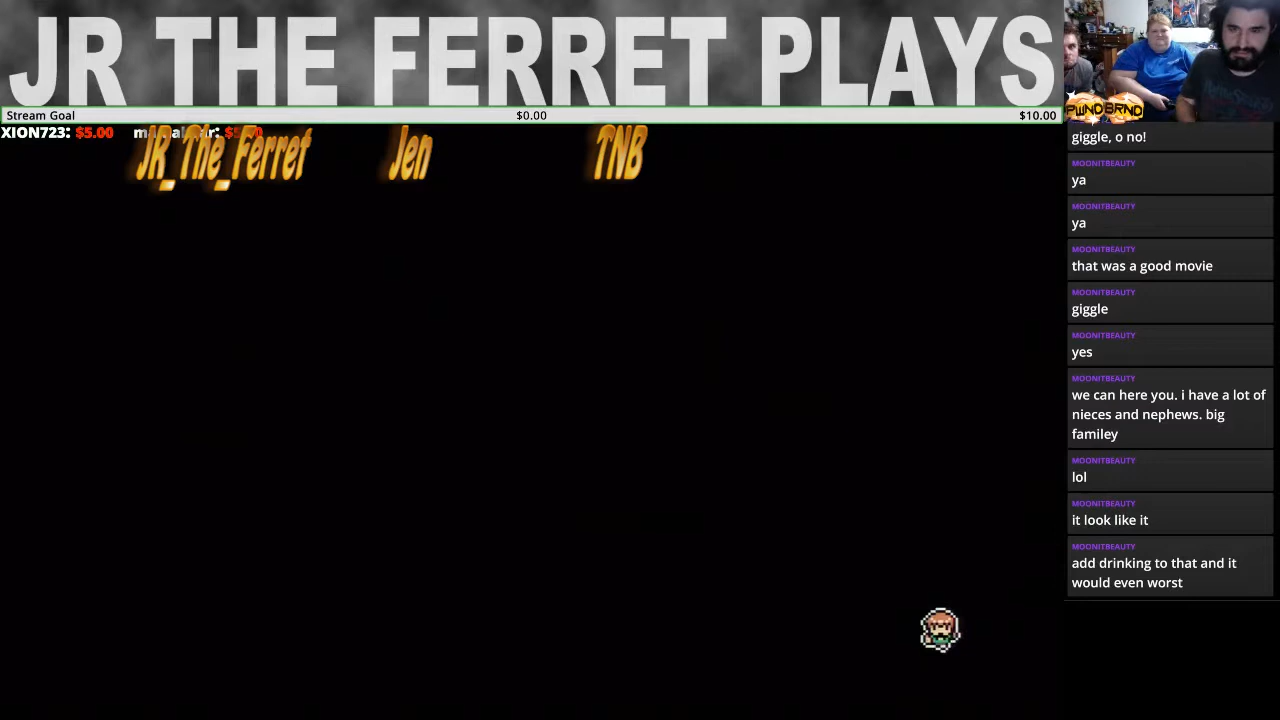 JR THE FERRET PLAYS
Stream Goal $0.00 $10.00
XION723: $5.00
JR_The_Ferret Jen TNB
PWNDBRND
giggle, o no!
MOONITBEAUTY
ya
MOONITBEAUTY
ya
MOONITBEAUTY
that was a good movie
MOONITBEAUTY
giggle
MOONITBEAUTY
yes
MOONITBEAUTY
we can here you. i have a lot of
nieces and nephews. big
familey
MOONITBEAUTY
lol
MOONITBEAUTY
it look like it
MOONITBEAUTY
add drinking to that and it
would even worst